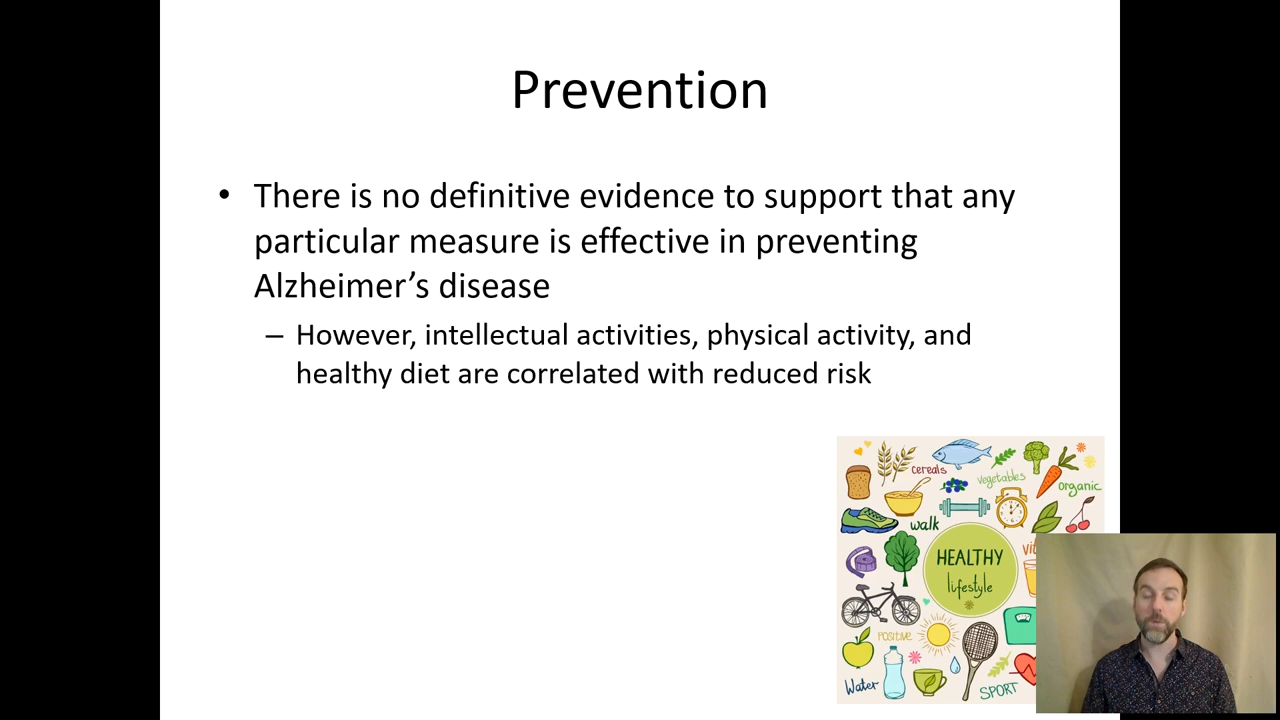 Prevention
• There is no definitive evidence to support that any
particular measure is effective in preventing
Alzheimer’s disease
– However, intellectual activities, physical activity, and
healthy diet are correlated with reduced risk
cereals
vegetables
organic
walk
HEALTHY
lifestyle
POSITIVE
Water
SPORT